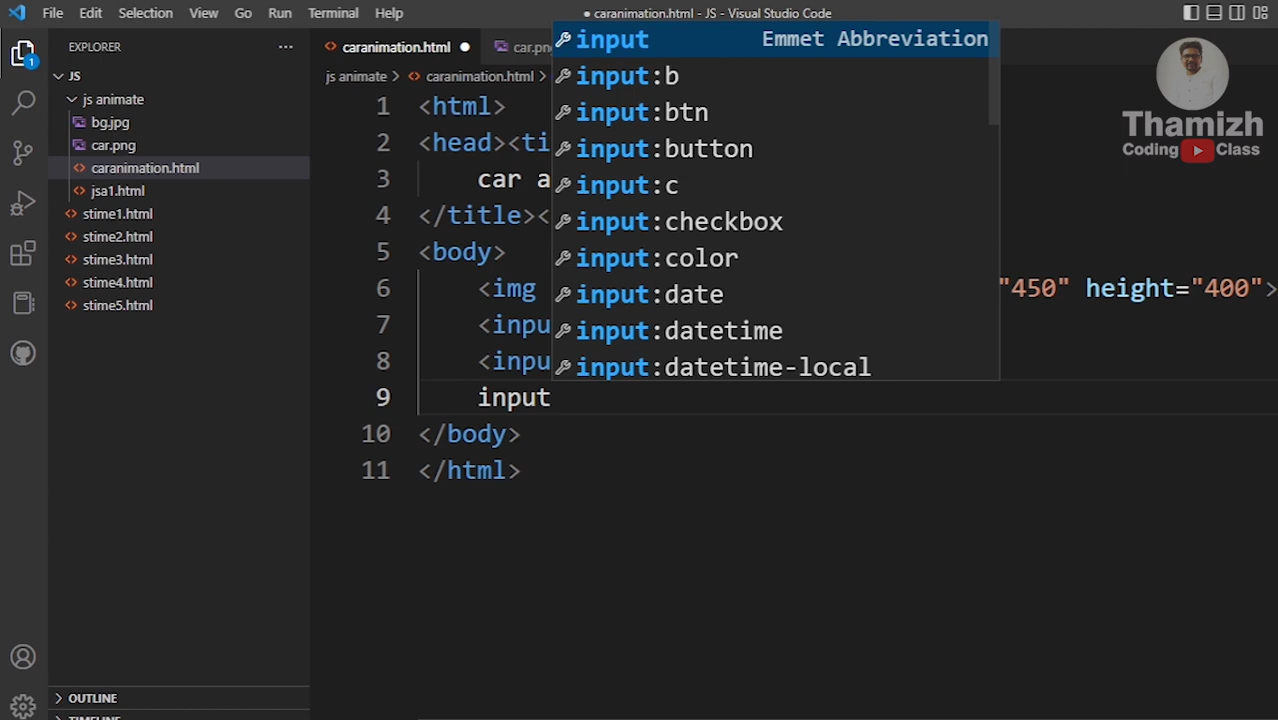 File Edit Selection View Go Run Terminal Help
● caranimation.html - JS - Visual Studio Code
EXPLORER
JS
js animate
bg.jpg
car.png
caranimation.html
jsa1.html
stime1.html
stime2.html
stime3.html
stime4.html
stime5.html
OUTLINE
TIMELINE
1
caranimation.html
js animate > caranimation.html >
1 <html>
2 <head><ti
3 car a
4 </title><
5 <body>
6 <img "450" height="400">
7 <inpu
8 <inpu
9 input
10 </body>
11 </html>
input Emmet Abbreviation
input:b
input:btn
input:button
input:c
input:checkbox
input:color
input:date
input:datetime
input:datetime-local
Thamizh
Coding Class